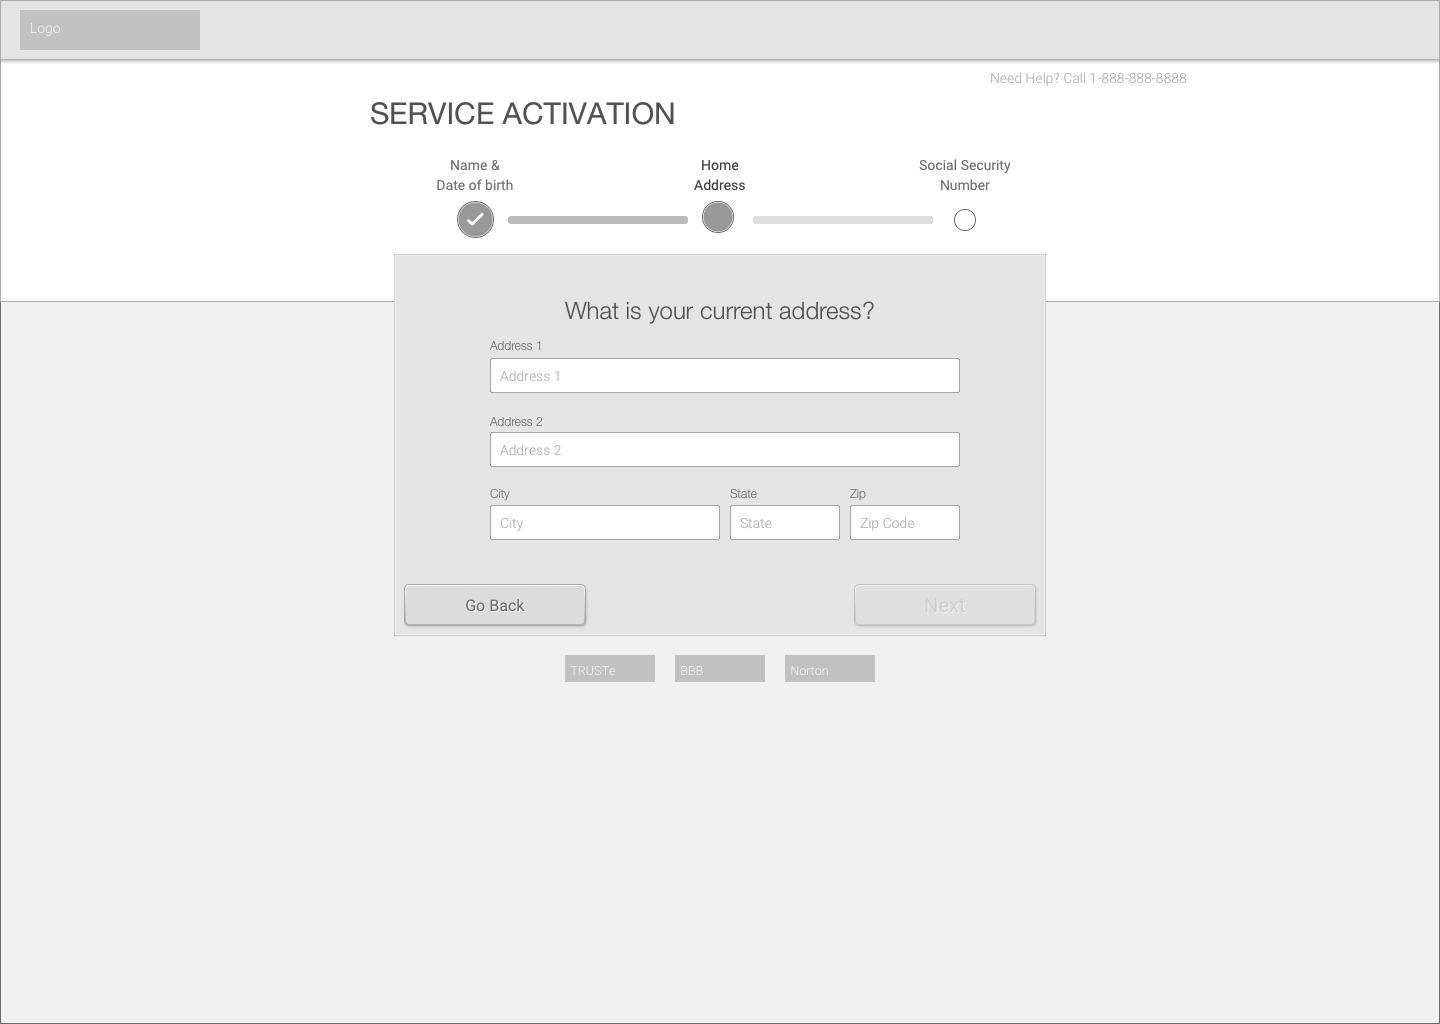 Logo
Need Help? Call 1-888-888-8888
SERVICE ACTIVATION
Name &
Date of birth
Home
Address
Social Security
Number
What is your current address?
Address 1
Address 1
Address 2
Address 2
City State Zip
City State Zip Code
Go Back Next
TRUSTe BBB Norton